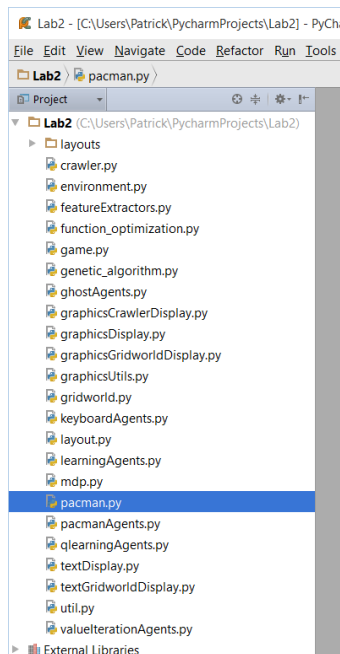 Lab2 - [C:\Users\Patrick\PycharmProjects\Lab2] - PyCha
File Edit View Navigate Code Refactor Run Tools
Lab2 pacman.py
Project
Lab2 (C:\Users\Patrick\PycharmProjects\Lab2)
layouts
crawler.py
environment.py
featureExtractors.py
function_optimization.py
game.py
genetic_algorithm.py
ghostAgents.py
graphicsCrawlerDisplay.py
graphicsDisplay.py
graphicsGridworldDisplay.py
graphicsUtils.py
gridworld.py
keyboardAgents.py
layout.py
learningAgents.py
mdp.py
pacman.py
pacmanAgents.py
qlearningAgents.py
textDisplay.py
textGridworldDisplay.py
util.py
valueIterationAgents.py
External Libraries